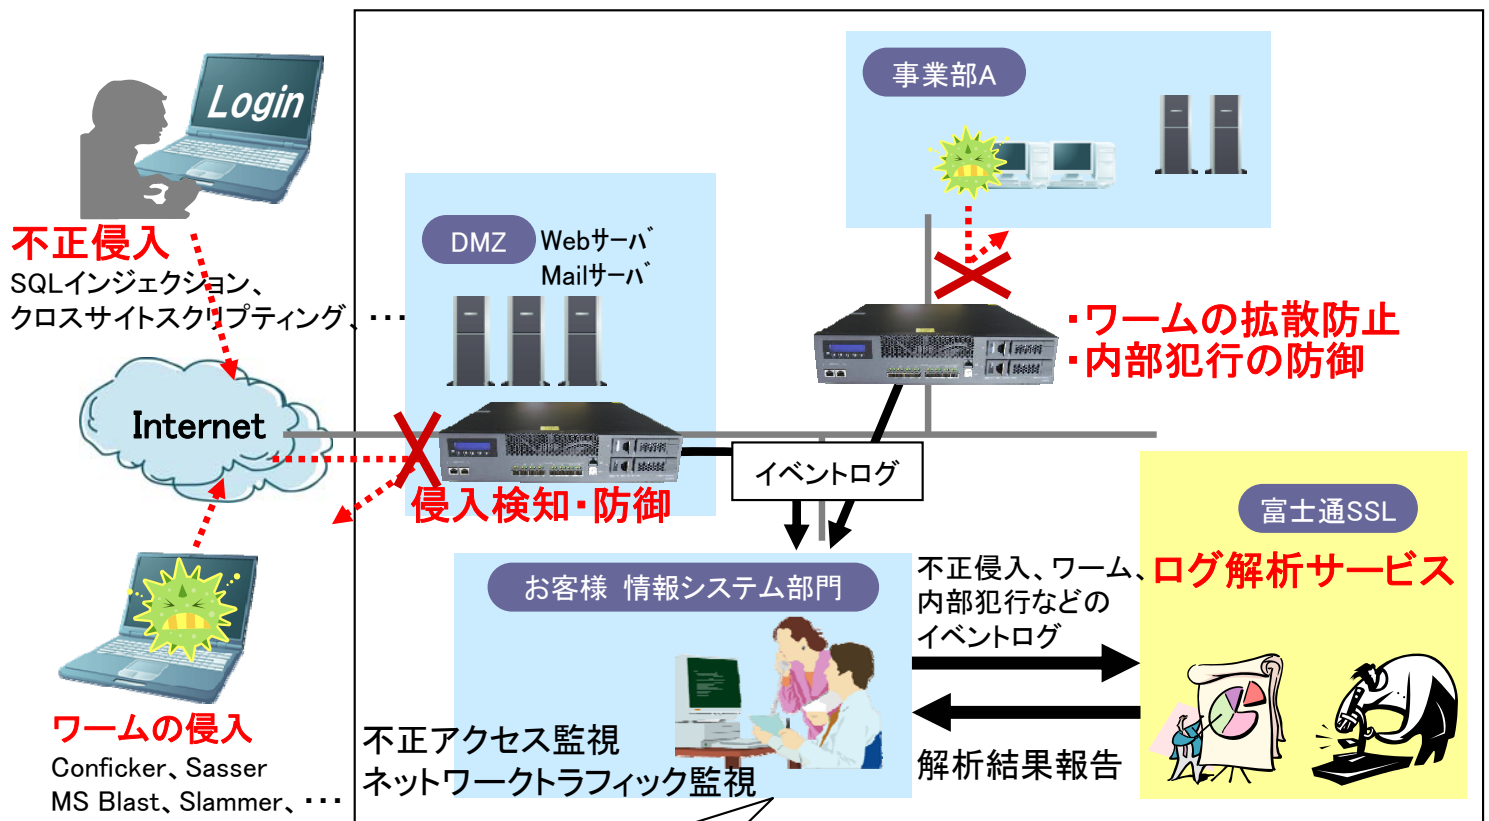 Login
不正侵入
SQLインジェクション、
クロスサイトスクリプティング、・・・
Internet
ワームの侵入
Conficker、Sasser
MS Blast、Slammer、・・・
DMZ
Webサーバ
Mailサーバ
侵入検知・防御
事業部A
・ワームの拡散防止
・内部犯行の防御
イベントログ
お客様 情報システム部門
不正アクセス監視
ネットワークトラフィック監視
不正侵入、ワーム、
内部犯行などの
イベントログ
解析結果報告
富士通SSL
ログ解析サービス